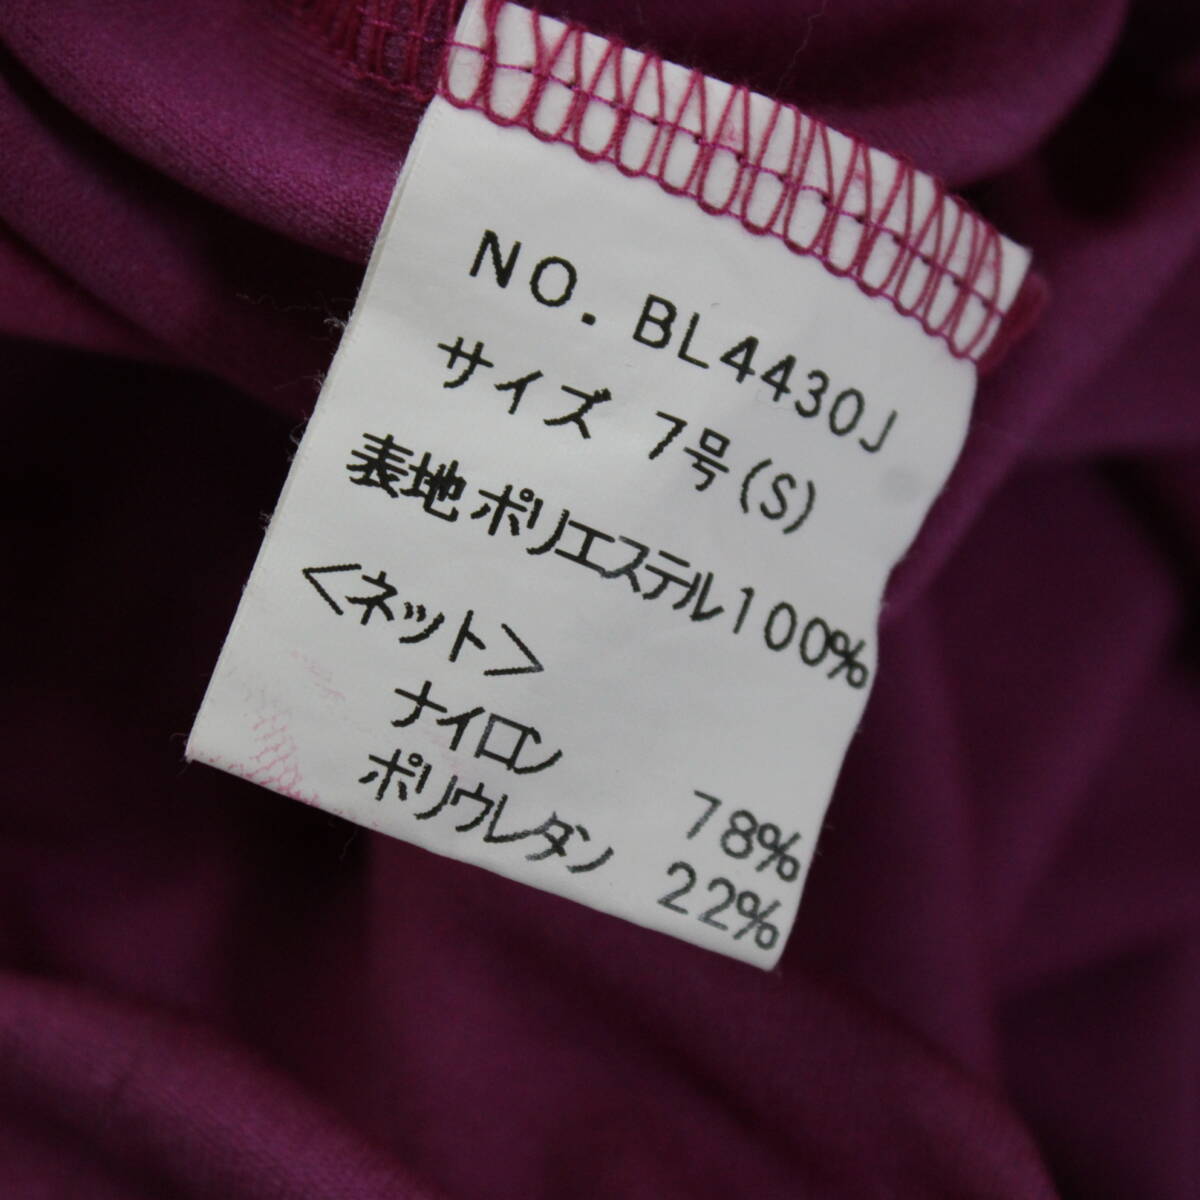 NO. BL4430J
サイズ 7号(S)
表地 ポリエステル100%
<ネット>
ナイロン 78%
ポリウレタン 22%